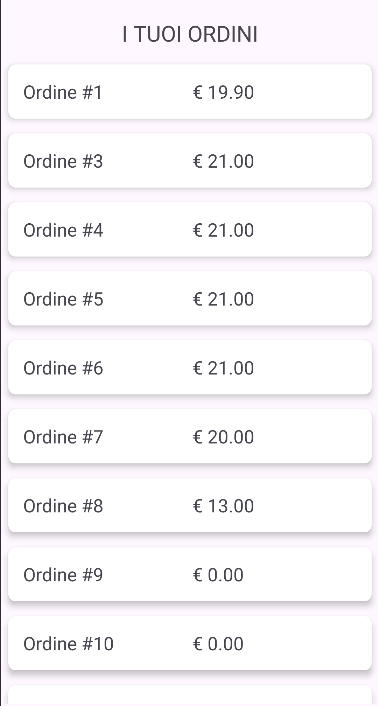 I TUOI ORDINI
Ordine #1 € 19.90
Ordine #3 € 21.00
Ordine #4 € 21.00
Ordine #5 € 21.00
Ordine #6 € 21.00
Ordine #7 € 20.00
Ordine #8 € 13.00
Ordine #9 € 0.00
Ordine #10 € 0.00